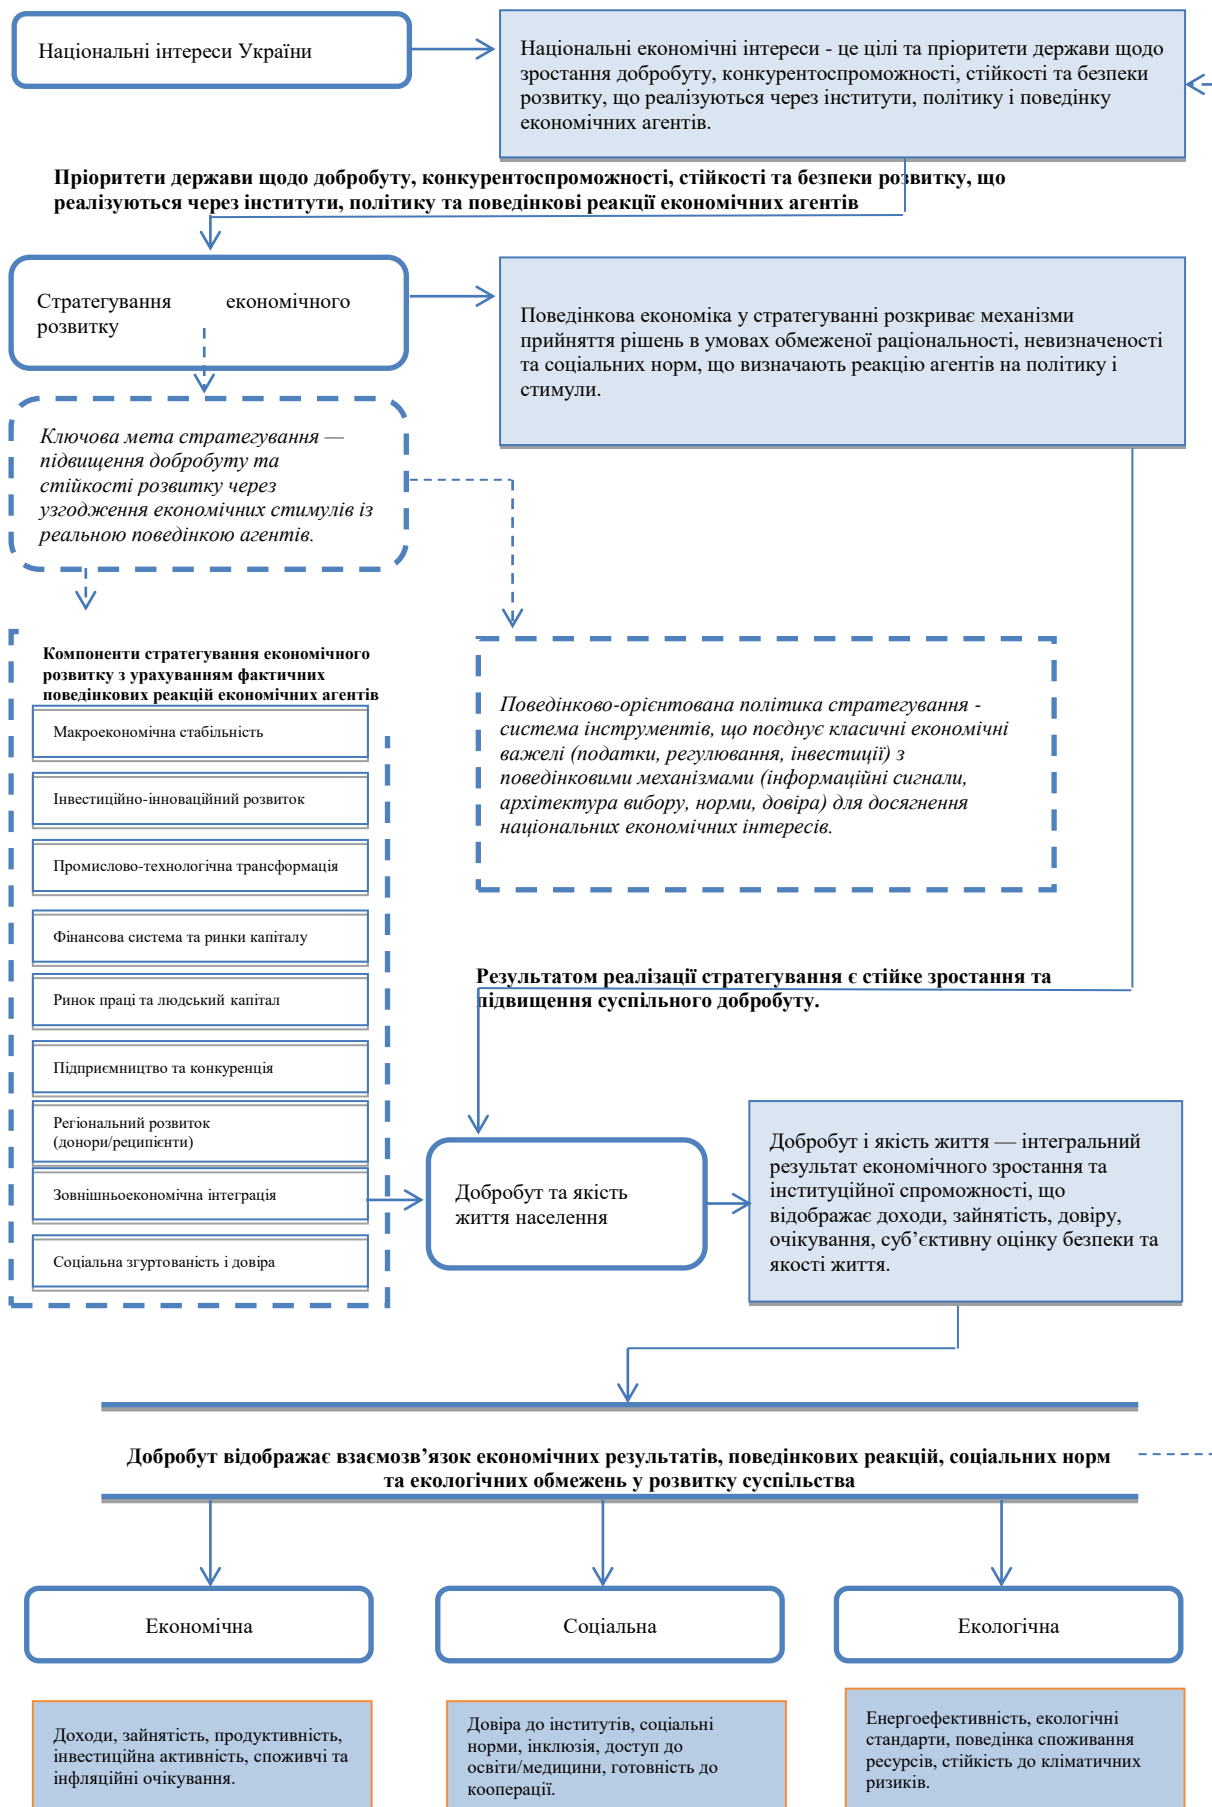 Національні інтереси України
Національні економічні інтереси - це цілі та пріоритети держави щодо
зростання добробуту, конкурентоспроможності, стійкості та безпеки
розвитку, що реалізуються через інститути, політику і поведінку
економічних агентів.
Пріоритети держави щодо добробуту, конкурентоспроможності, стійкості та безпеки розвитку, що
реалізуються через інститути, політику та поведінкові реакції економічних агентів
Стратегування економічного
розвитку
Поведінкова економіка у стратегуванні розкриває механізми
прийняття рішень в умовах обмеженої раціональності, невизначеності
та соціальних норм, що визначають реакцію агентів на політику і
стимули.
Ключова мета стратегування —
підвищення добробуту та
стійкості розвитку через
узгодження економічних стимулів із
реальною поведінкою агентів.
Компоненти стратегування економічного
розвитку з урахуванням фактичних
поведінкових реакцій економічних агентів
Макроекономічна стабільність
Інвестиційно-інноваційний розвиток
Промислово-технологічна трансформація
Фінансова система та ринки капіталу
Ринок праці та людський капітал
Підприємництво та конкуренція
Регіональний розвиток
(донори/реципієнти)
Зовнішньоекономічна інтеграція
Соціальна згуртованість і довіра
Поведінково-орієнтована політика стратегування -
система інструментів, що поєднує класичні економічні
важелі (податки, регулювання, інвестиції) з
поведінковими механізмами (інформаційні сигнали,
архітектура вибору, норми, довіра) для досягнення
національних економічних інтересів.
Результатом реалізації стратегування є стійке зростання та
підвищення суспільного добробуту.
Добробут та якість
життя населення
Добробут і якість життя — інтегральний
результат економічного зростання та
інституційної спроможності, що
відображає доходи, зайнятість, довіру,
очікування, суб’єктивну оцінку безпеки та
якості життя.
Добробут відображає взаємозв’язок економічних результатів, поведінкових реакцій, соціальних норм
та екологічних обмежень у розвитку суспільства
Економічна
Соціальна
Екологічна
Доходи, зайнятість, продуктивність,
інвестиційна активність, споживчі та
інфляційні очікування.
Довіра до інститутів, соціальні
норми, інклюзія, доступ до
освіти/медицини, готовність до
кооперації.
Енергоефективність, екологічні
стандарти, поведінка споживання
ресурсів, стійкість до кліматичних
ризиків.